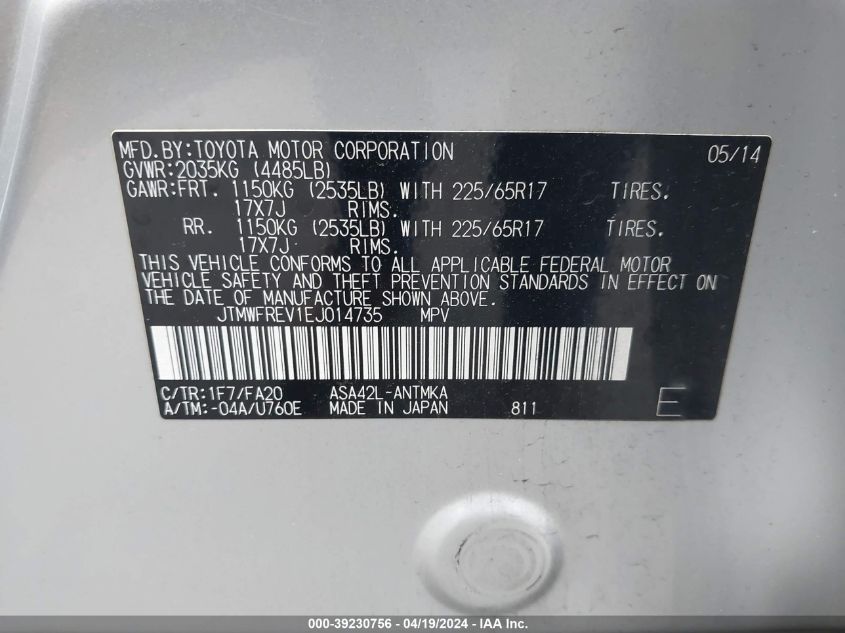 MFD.BY:TOYOTA MOTOR CORPORATION 05/14
GVWR:2035KG (4485LB)
GAWR:FRT. 1150KG (2535LB) WITH 225/65R17 TIRES.
17X7J RIMS.
RR. 1150KG (2535LB) WITH 225/65R17 TIRES.
17X7J RIMS.
THIS VEHICLE CONFORMS TO ALL APPLICABLE FEDERAL MOTOR
VEHICLE SAFETY AND THEFT PREVENTION STANDARDS IN EFFECT ON
THE DATE OF MANUFACTURE SHOWN ABOVE.
JTMWFREV1EJ014735 MPV
C/TR:1F7/FA20 ASA42L-ANTMKA
A/TM:-04A/U760E MADE IN JAPAN 811 E
000-39230756 - 04/19/2024 - IAA Inc.